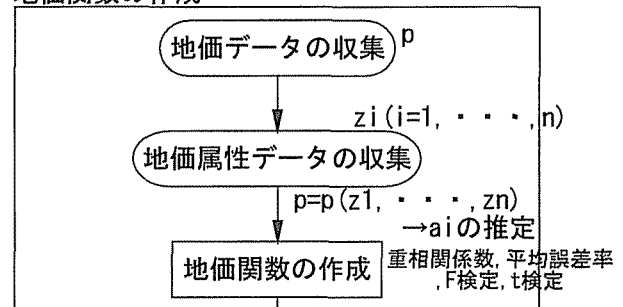 地価関数の作成
地価データの収集 p
zi(i=1, ・・・,n)
地価属性データの収集
p=p(z1, ・・・,zn)
→aiの推定
地価関数の作成
重相関係数,平均誤差率
,F検定,t検定